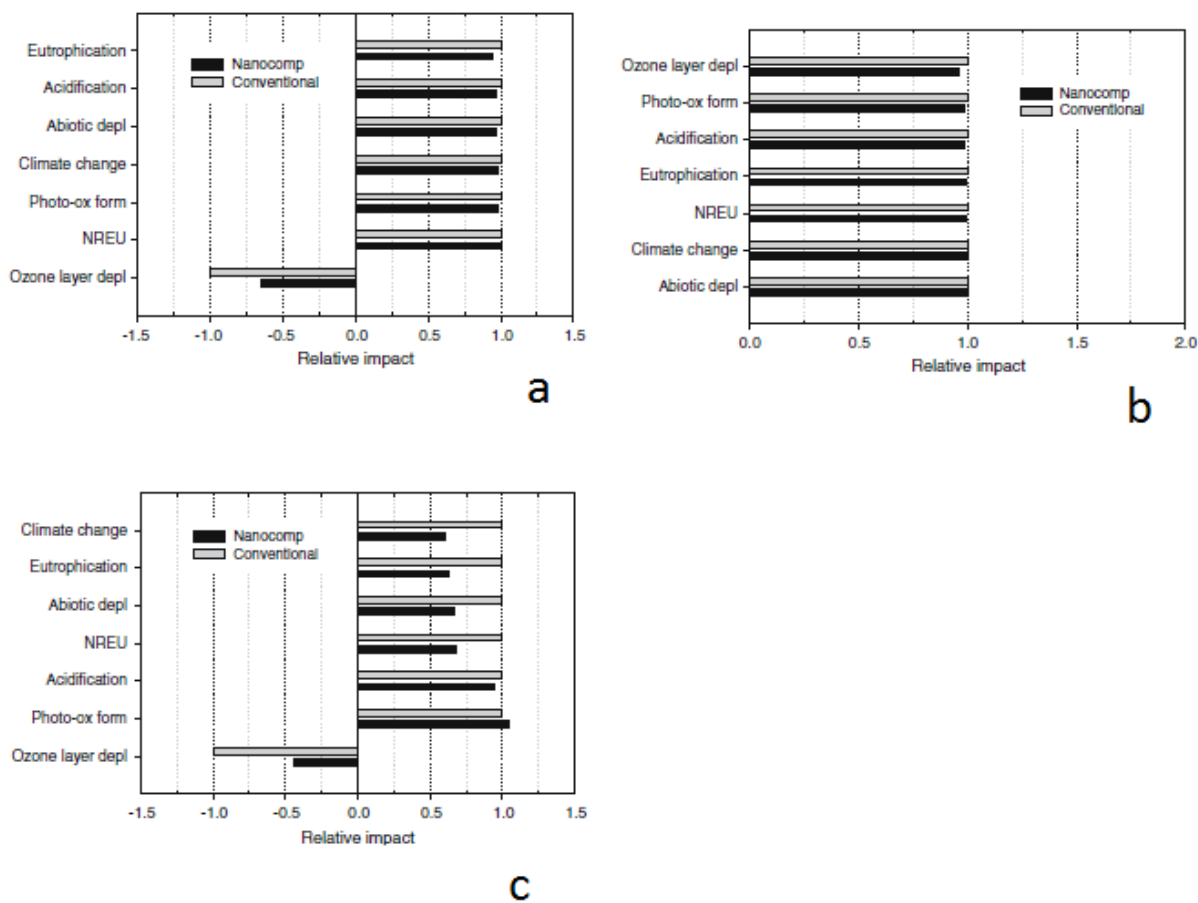 Eutrophication
Nanocomp
Conventional
Acidification
Abiotic depl
Climate change
Photo-ox form
NREU
Ozone layer depl
-1.5 -1.0 -0.5 0.0 0.5 1.0 1.5
Relative impact
a
Ozone layer depl
Photo-ox form
Nanocomp
Conventional
Acidification
Eutrophication
NREU
Climate change
Abiotic depl
0.0 0.5 1.0 1.5 2.0
Relative impact
b
Climate change
Nanocomp
Conventional
Eutrophication
Abiotic depl
NREU
Acidification
Photo-ox form
Ozone layer depl
-1.5 -1.0 -0.5 0.0 0.5 1.0 1.5
Relative impact
c